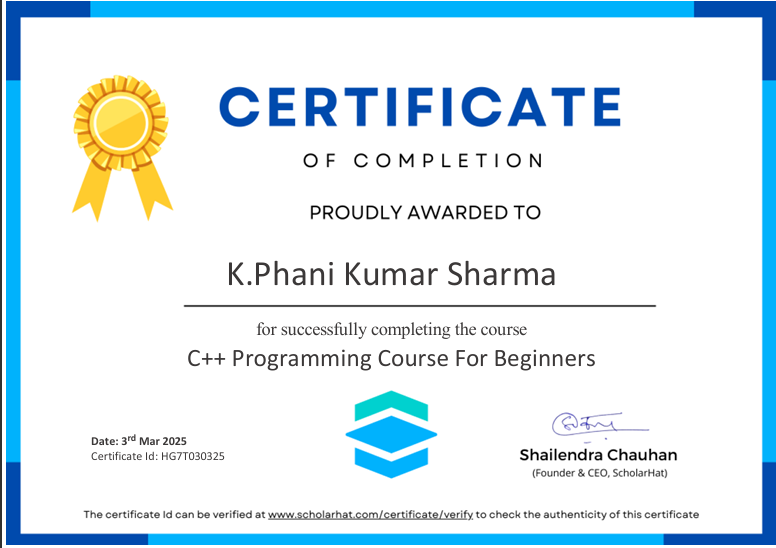 CERTIFICATE
OF COMPLETION
PROUDLY AWARDED TO
K.Phani Kumar Sharma
for successfully completing the course
C++ Programming Course For Beginners
Date: 3rd Mar 2025
Certificate Id: HG7T030325
Shailendra Chauhan
(Founder & CEO, ScholarHat)
The certificate Id can be verified at www.scholarhat.com/certificate/verify to check the authenticity of this certificate